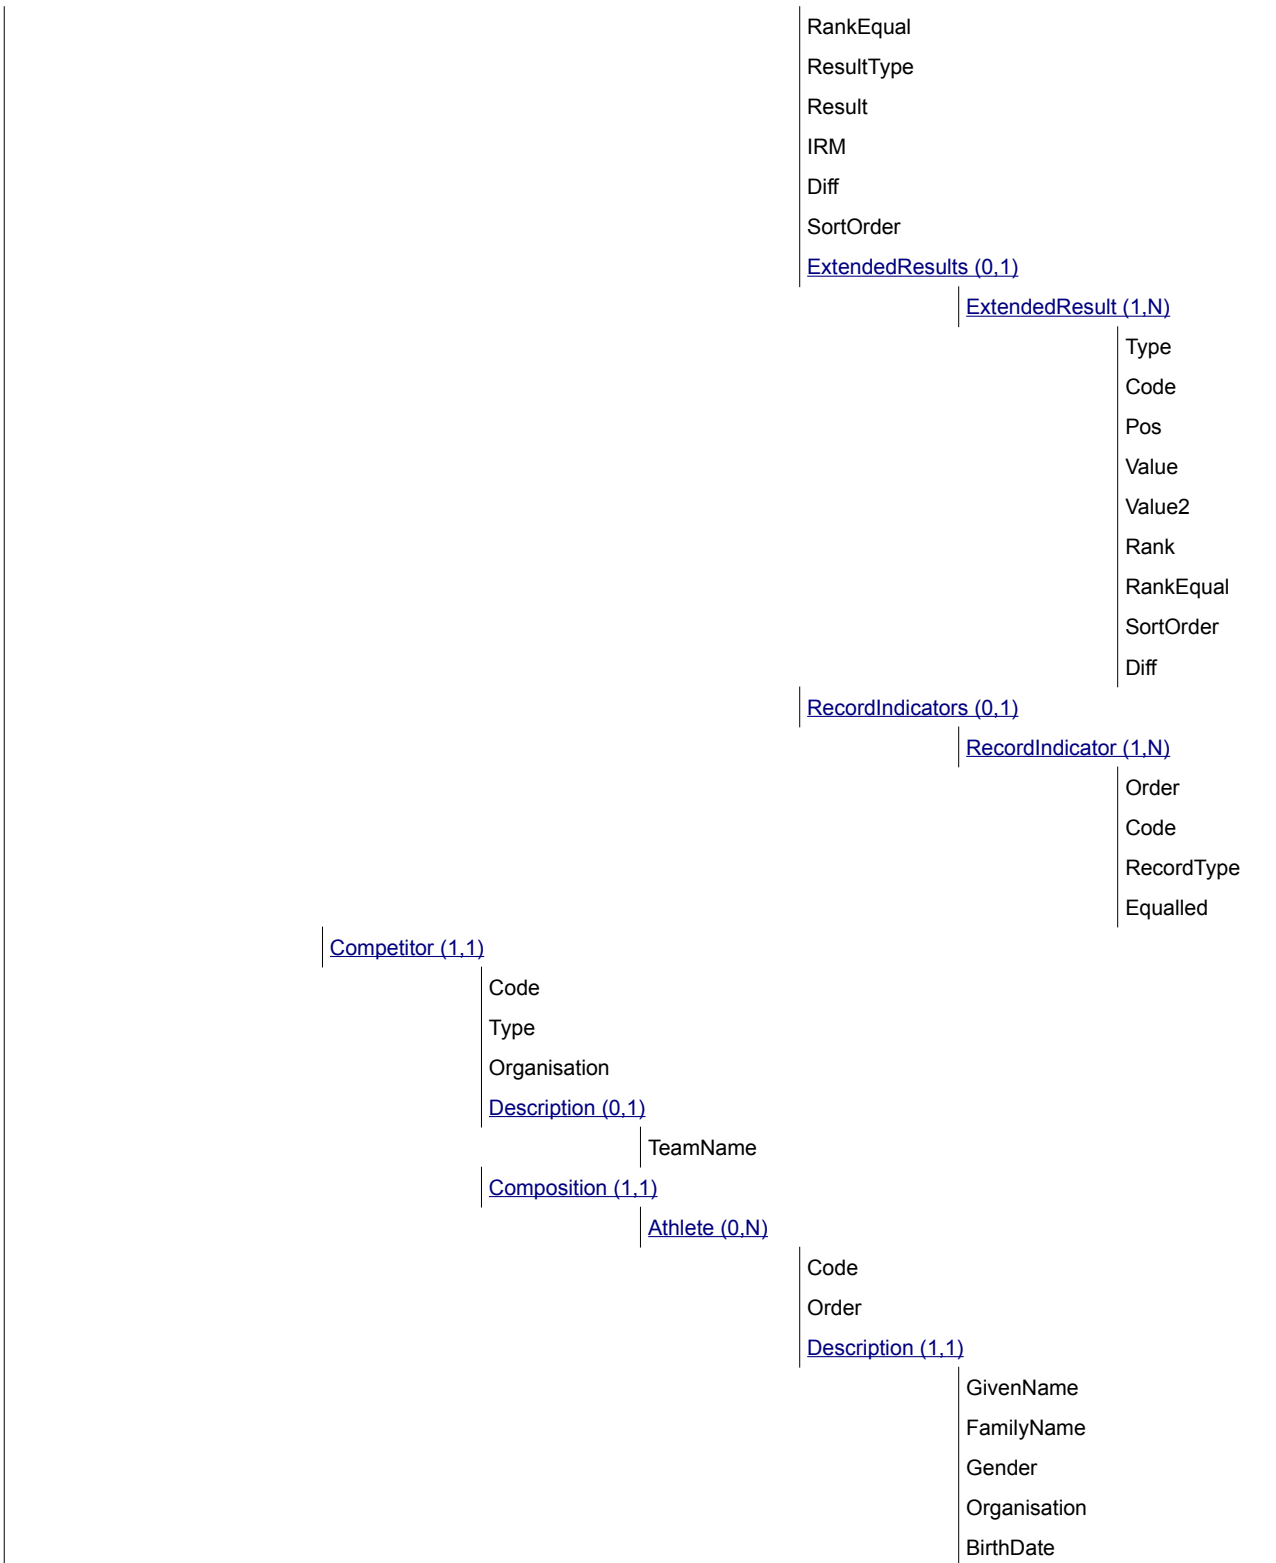 RankEqual
ResultType
Result
IRM
Diff
SortOrder
ExtendedResults (0,1)
ExtendedResult (1,N)
Type
Code
Pos
Value
Value2
Rank
RankEqual
SortOrder
Diff
RecordIndicators (0,1)
RecordIndicator (1,N)
Order
Code
RecordType
Equalled
Competitor (1,1)
Code
Type
Organisation
Description (0,1)
TeamName
Composition (1,1)
Athlete (0,N)
Code
Order
Description (1,1)
GivenName
FamilyName
Gender
Organisation
BirthDate